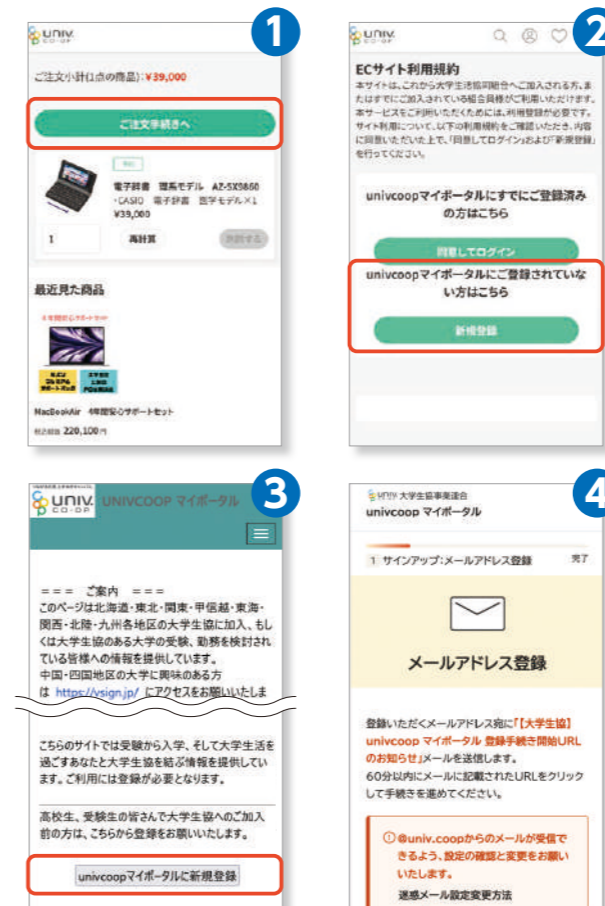 1
UNIV.
CO-OP
ご注文小計(1点の商品):￥39,000
ご注文手続きへ
電子辞書 理系モデル AZ-SX9860
・CASIO 電子辞書 医学モデル×1
￥39,000
1
再計算
最近見た商品
MacBookAir 4年間安心サポートセット
220,100円
2
UNIV.
CO-OP
ECサイト利用規約
本サイトは、これから大学生活協同組合へご加入される方、ま
たはすでにご加入されている組合員様がご利用いただけます。
本サービスをご利用いただくためには、利用登録が必要です。
サイト利用について、以下の利用規約をご確認いただき、内容
に同意いただいた上で、「同意してログイン」および「新規登録」
を行ってください。
univcoopマイポータルにすでにご登録済み
の方はこちら
同意してログイン
univcoopマイポータルにご登録されていな
い方はこちら
新規登録
3
UNIV.
CO-OP
UNIVCOOP マイポータル
=== ご案内 ===
このページは北海道・東北・関東・甲信越・東海・
関西・北陸・九州各地区の大学生協に加入、もし
くは大学生協のある大学の受験、勤務を検討され
ている皆様への情報を提供しています。
中国・四国地区の大学に興味のある方
は https://vsign.jp/ にアクセスをお願いいたしま
こちらのサイトでは受験から入学、そして大学生活を
過ごすあなたと大学生協を結ぶ情報を提供してい
ます。ご利用には登録が必要となります。
高校生、受験生の皆さんで大学生協へのご加入
前の方は、こちらから登録をお願いいたします。
univcoopマイポータルに新規登録
4
UNIV. 大学生協事業連合
univcoop マイポータル
1 サインアップ:メールアドレス登録
完了
メールアドレス登録
登録いただくメールアドレス宛に「【大学生協】
univcoop マイポータル 登録手続き開始URL
のお知らせ」メールを送信します。
60分以内にメールに記載されたURLをクリック
して手続きを進めてください。
@univ.coopからのメールが受信で
きるよう、設定の確認と変更をお願い
いたします。
迷惑メール設定変更方法